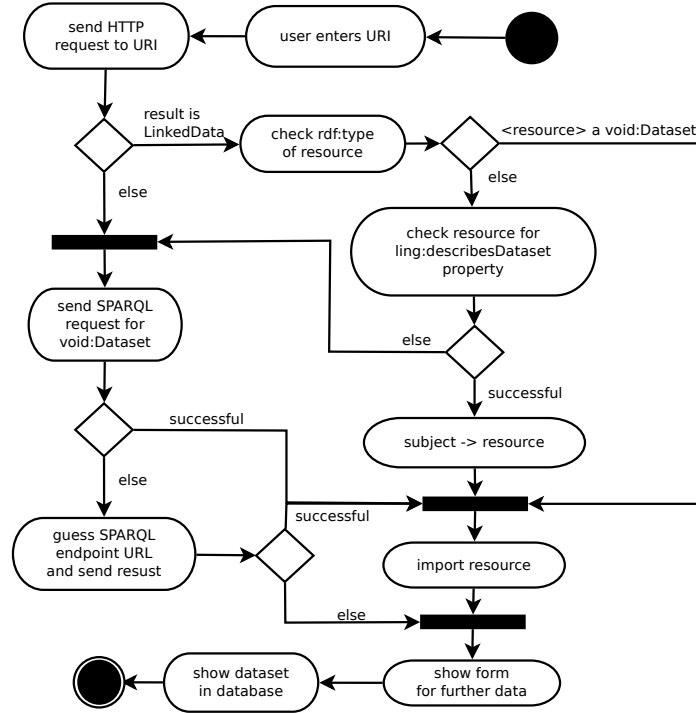 send HTTP
request to URI
user enters URI
result is
LinkedData
check rdf:type
of resource
<resource> a void:Dataset
else
else
check resource for
ling:describesDataset
property
send SPARQL
request for
void:Dataset
else
successful
successful
subject -> resource
else
successful
guess SPARQL
endpoint URL
and send resust
import resource
else
show dataset
in database
show form
for further data